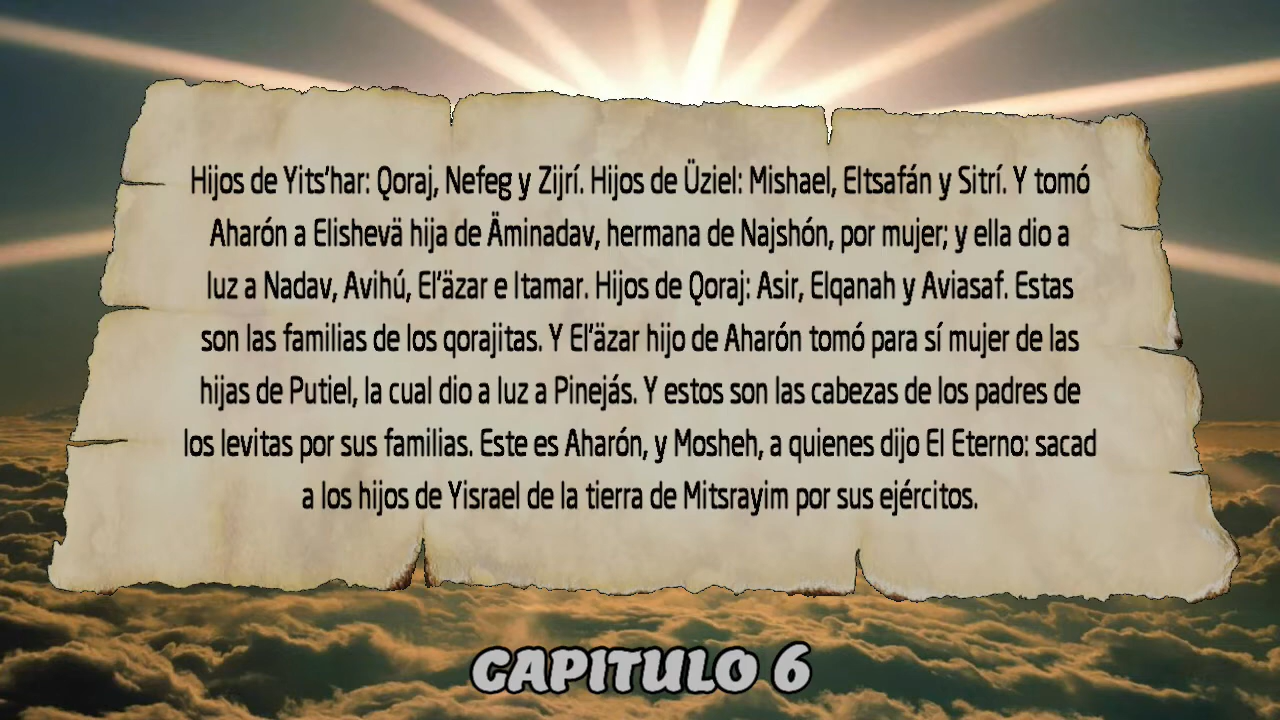 Hijos de Yits'har: Qoraj, Nefeg y Zijrí. Hijos de Üziel: Mishael, Eltsafán y Sitrí. Y tomó
Aharón a Elishevä hija de Äminadav, hermana de Najshón, por mujer; y ella dio a
luz a Nadav, Avihú, El'äzar e Itamar. Hijos de Qoraj: Asir, Elqanah y Aviasaf. Estas
son las familias de los qorajitas. Y El'äzar hijo de Aharón tomó para sí mujer de las
hijas de Putiel, la cual dio a luz a Pinejás. Y estos son las cabezas de los padres de
los levitas por sus familias. Este es Aharón, y Mosheh, a quienes dijo El Eterno: sacad
a los hijos de Yisrael de la tierra de Mitsrayim por sus ejércitos.
CAPITULO 6